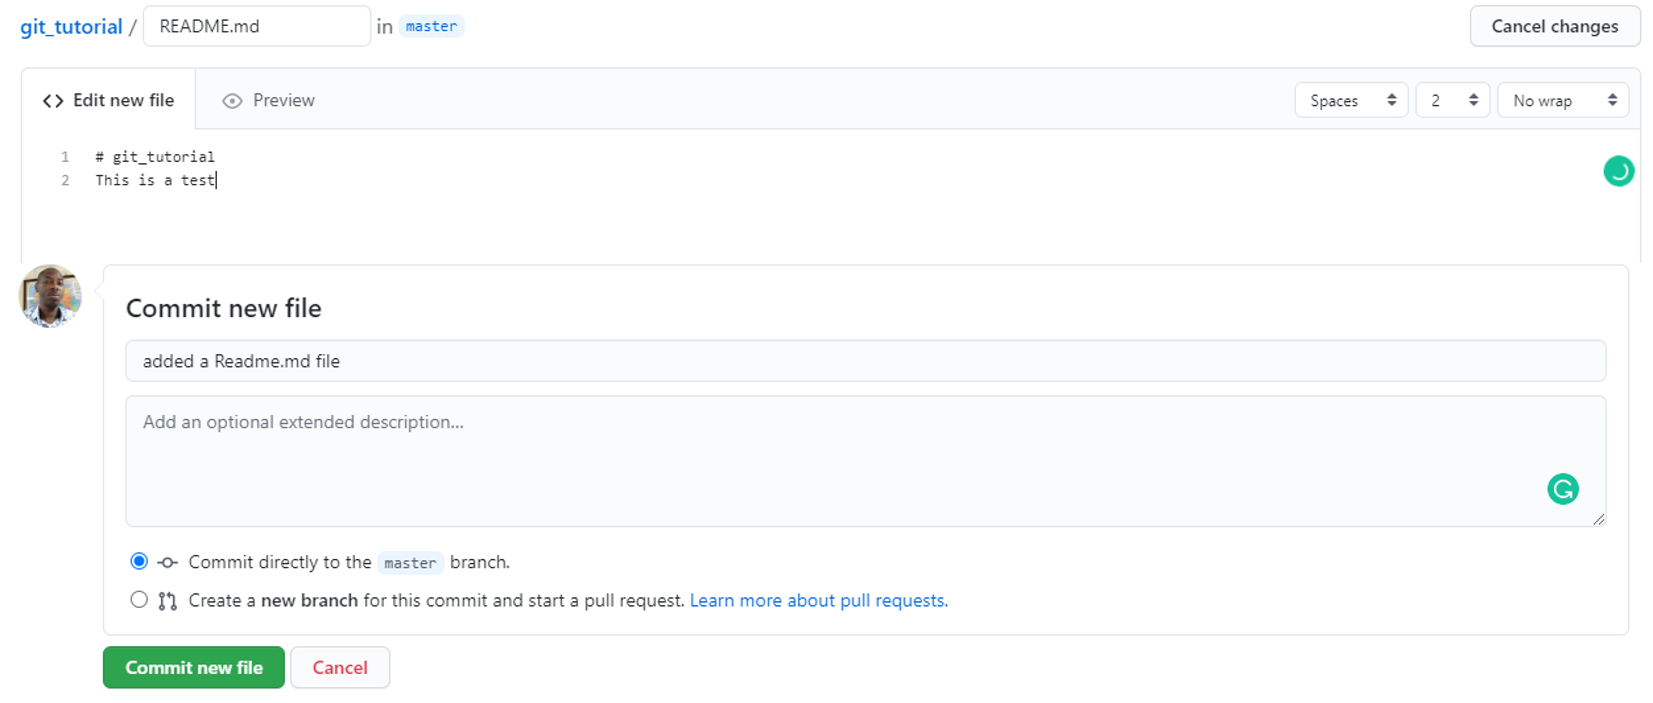 git_tutorial / README.md in master Cancel changes
Edit new file Preview Spaces 2 No wrap
1 # git_tutorial
2 This is a test
Commit new file
added a Readme.md file
Add an optional extended description...
Commit directly to the master branch.
Create a new branch for this commit and start a pull request. Learn more about pull requests.
Commit new file Cancel